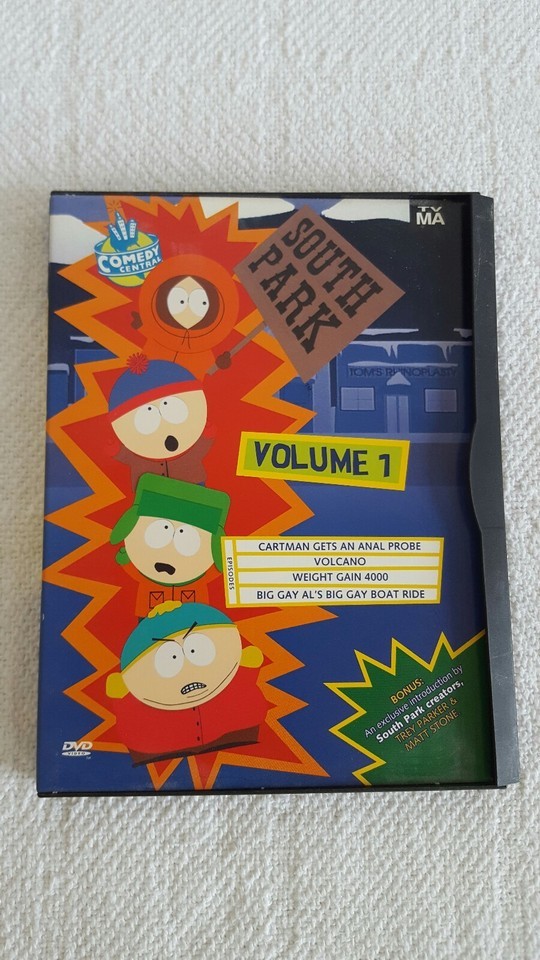 TV
MA
COMEDY
CENTRAL
SOUTH
PARK
TOM'S RHINOPLASTY
VOLUME 1
EPISODES
CARTMAN GETS AN ANAL PROBE
VOLCANO
WEIGHT GAIN 4000
BIG GAY AL'S BIG GAY BOAT RIDE
BONUS:
An exclusive introduction by
South Park creators,
TREY PARKER &
MATT STONE
DVD
VIDEO